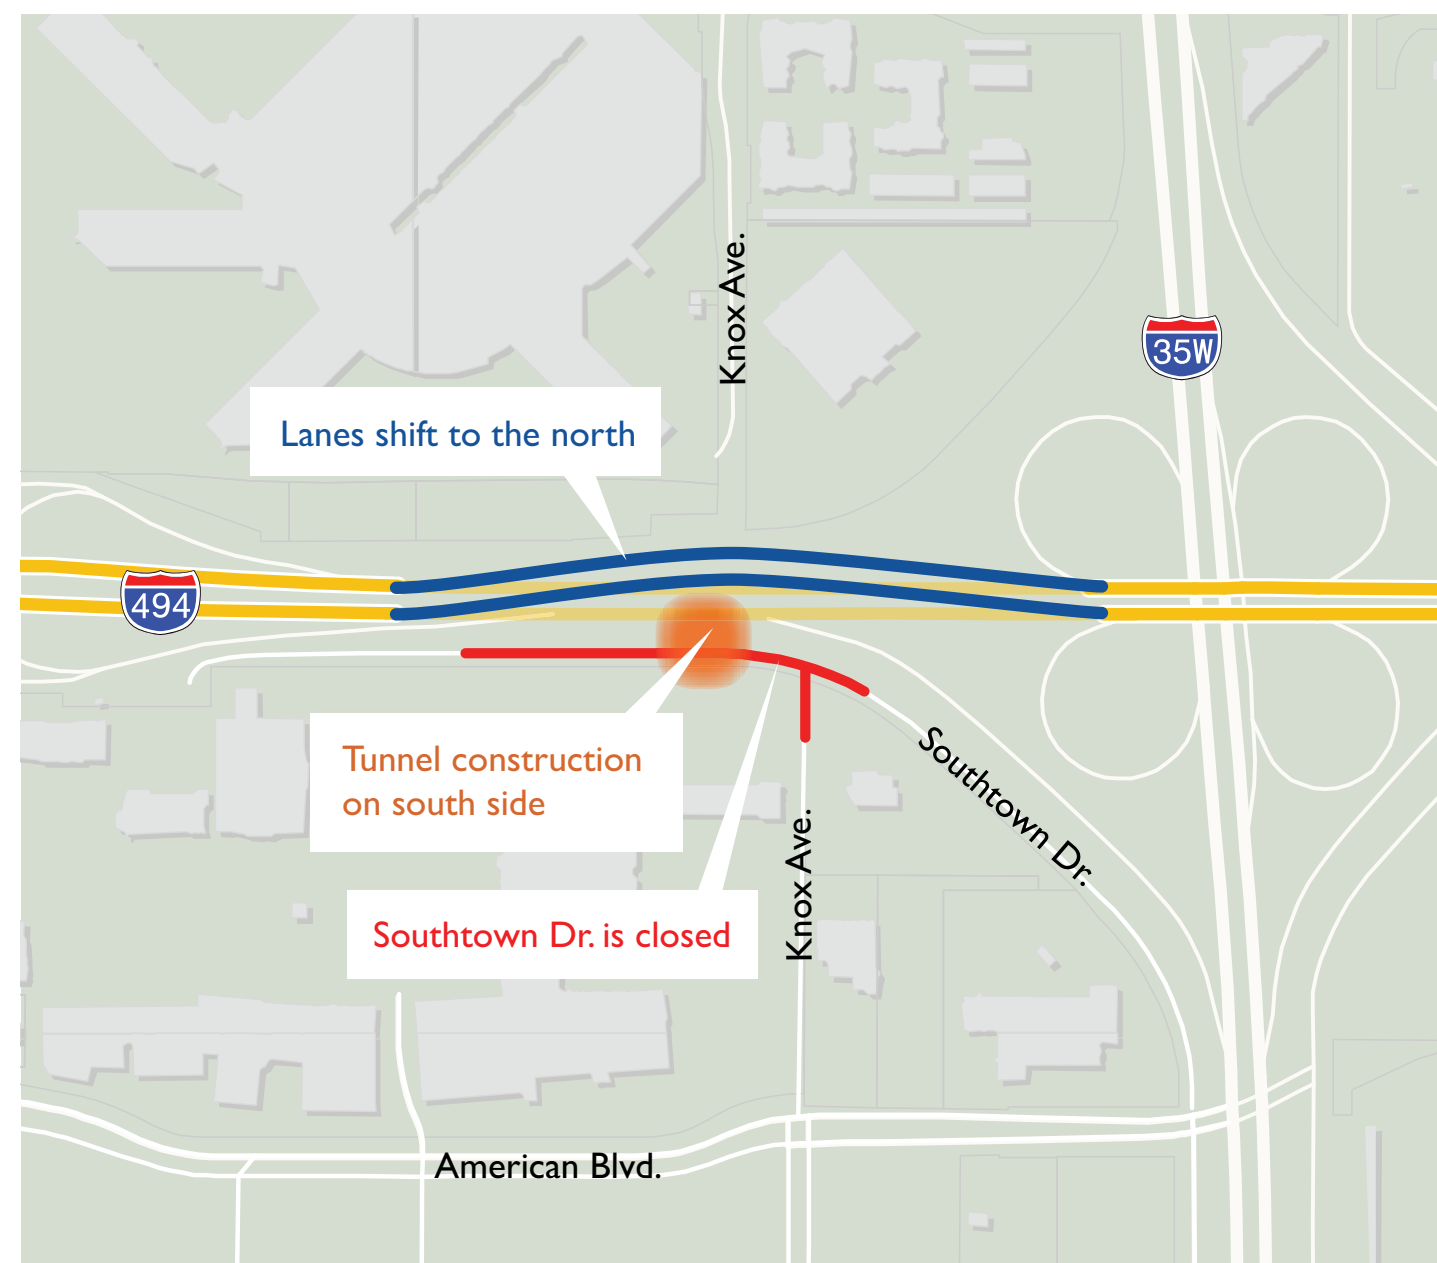 Knox Ave.
35W
Lanes shift to the north
494
Tunnel construction
on south side
Southtown Dr.
Knox Ave.
Southtown Dr. is closed
American Blvd.